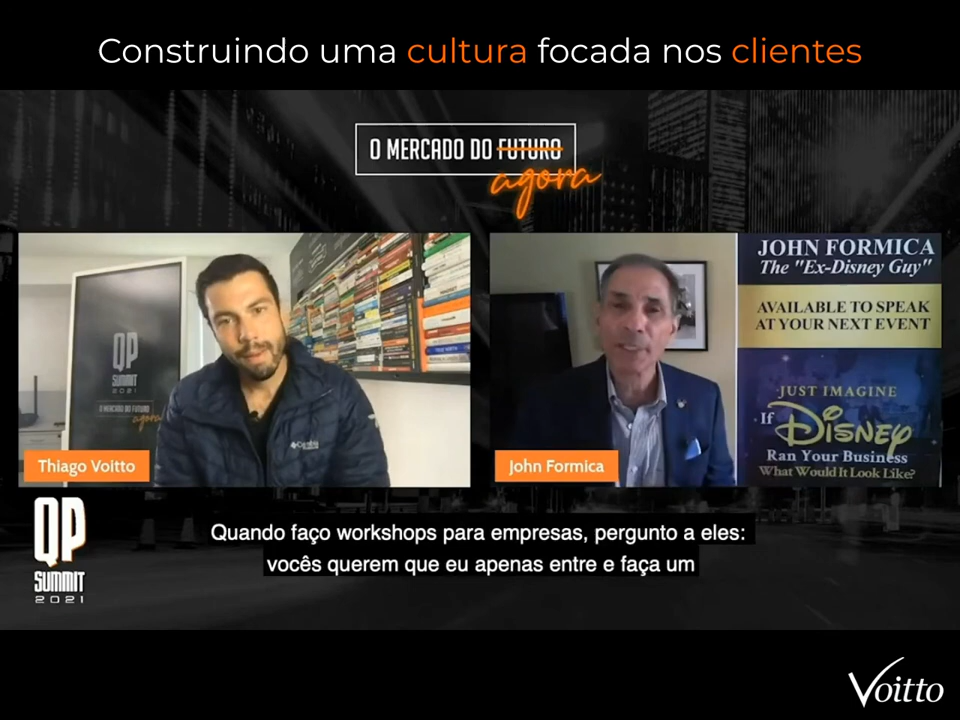 Construindo uma cultura focada nos clientes
O MERCADO DO FUTURO
agora
QP
SUMMIT
2021
O MERCADO DO FUTURO
agora
Columbia
Thiago Voitto
John Formica
JOHN FORMICA
The "Ex-Disney Guy"
AVAILABLE TO SPEAK
AT YOUR NEXT EVENT
JUST IMAGINE
If DISNEY
Ran Your Business
What Would It Look Like?
QP
SUMMIT
2021
Quando faço workshops para empresas, pergunto a eles:
vocês querem que eu apenas entre e faça um
Voitto